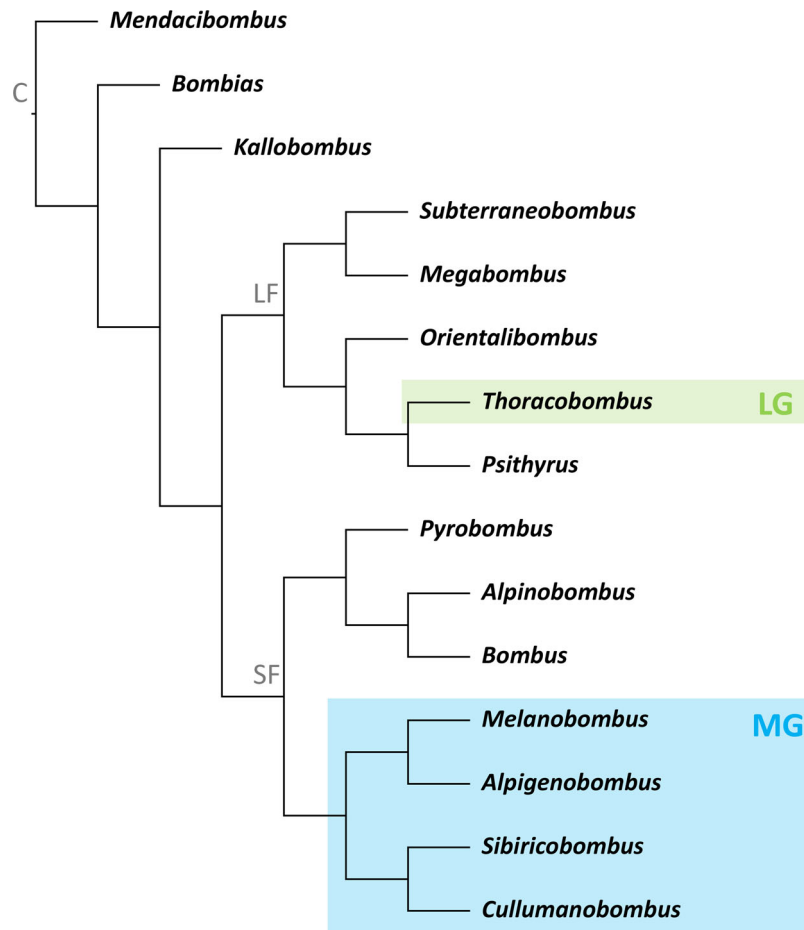 Mendacibombus
C
Bombias
Kallobombus
Subterraneobombus
Megabombus
LF
Orientalibombus
Thoracobombus
LG
Psithyrus
Pyrobombus
Alpinobombus
Bombus
SF
Melanobombus
MG
Alpigenobombus
Sibiricobombus
Cullumanobombus